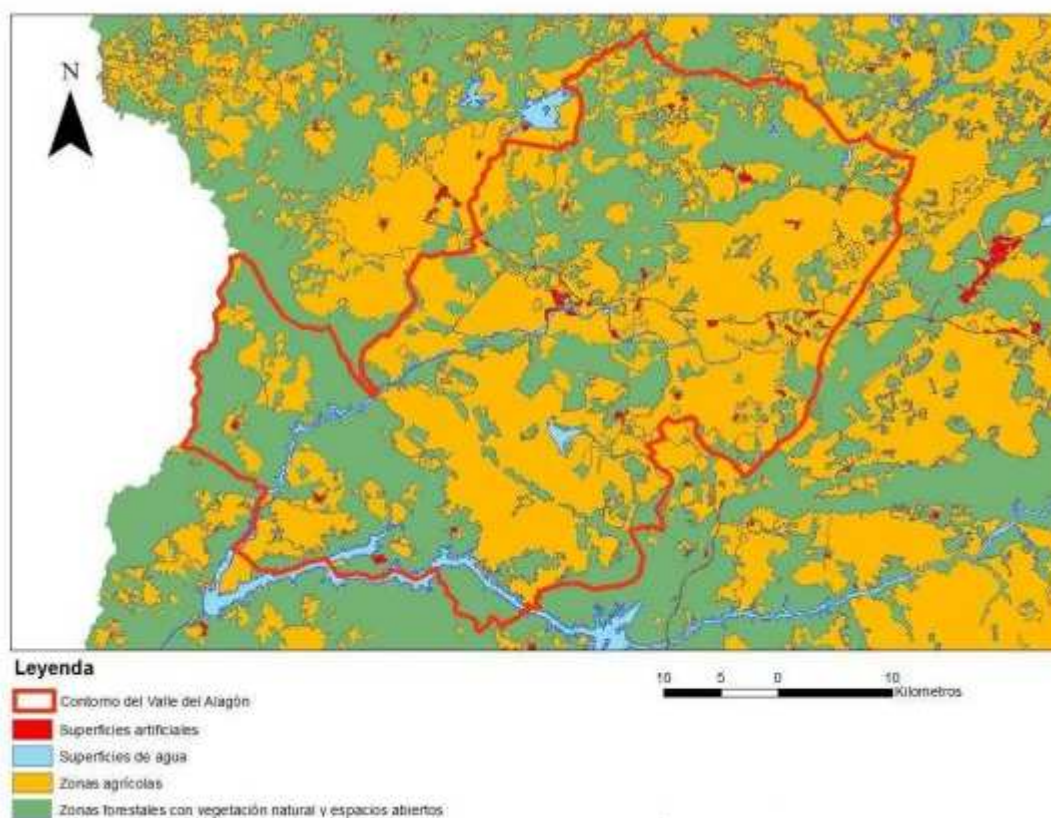 N
Leyenda
Contorno del Valle del Alagón
Superficies artificiales
Superficies de agua
Zonas agrícolas
Zonas forestales con vegetación natural y espacios abiertos
10 5 0 10
Kilometros